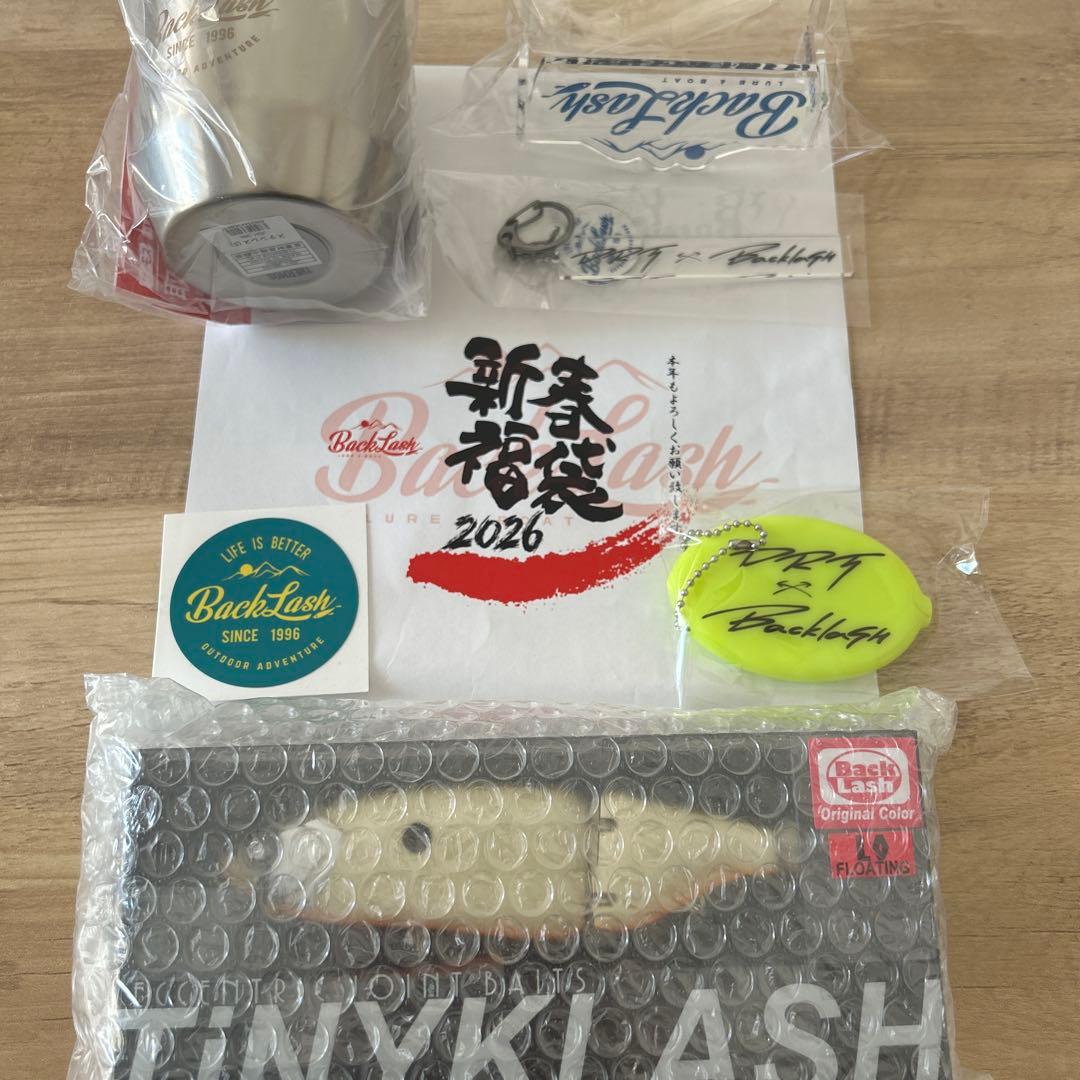 BackLash
SINCE 1996
OUTDOOR ADVENTURE
BackLash
LURE & BOAT
DRT × Backlash
新春
福袋
2026
本年もよろしくお願い致します
BackLash
BackLash
LURE & BOAT
LIFE IS BETTER
BackLash
SINCE 1996
OUTDOOR ADVENTURE
DRT
×
Backlash
Back
Lash
Original Color
LO
FLOATING
ECCENTRIC JOINT BAITS
TiNYKLASH